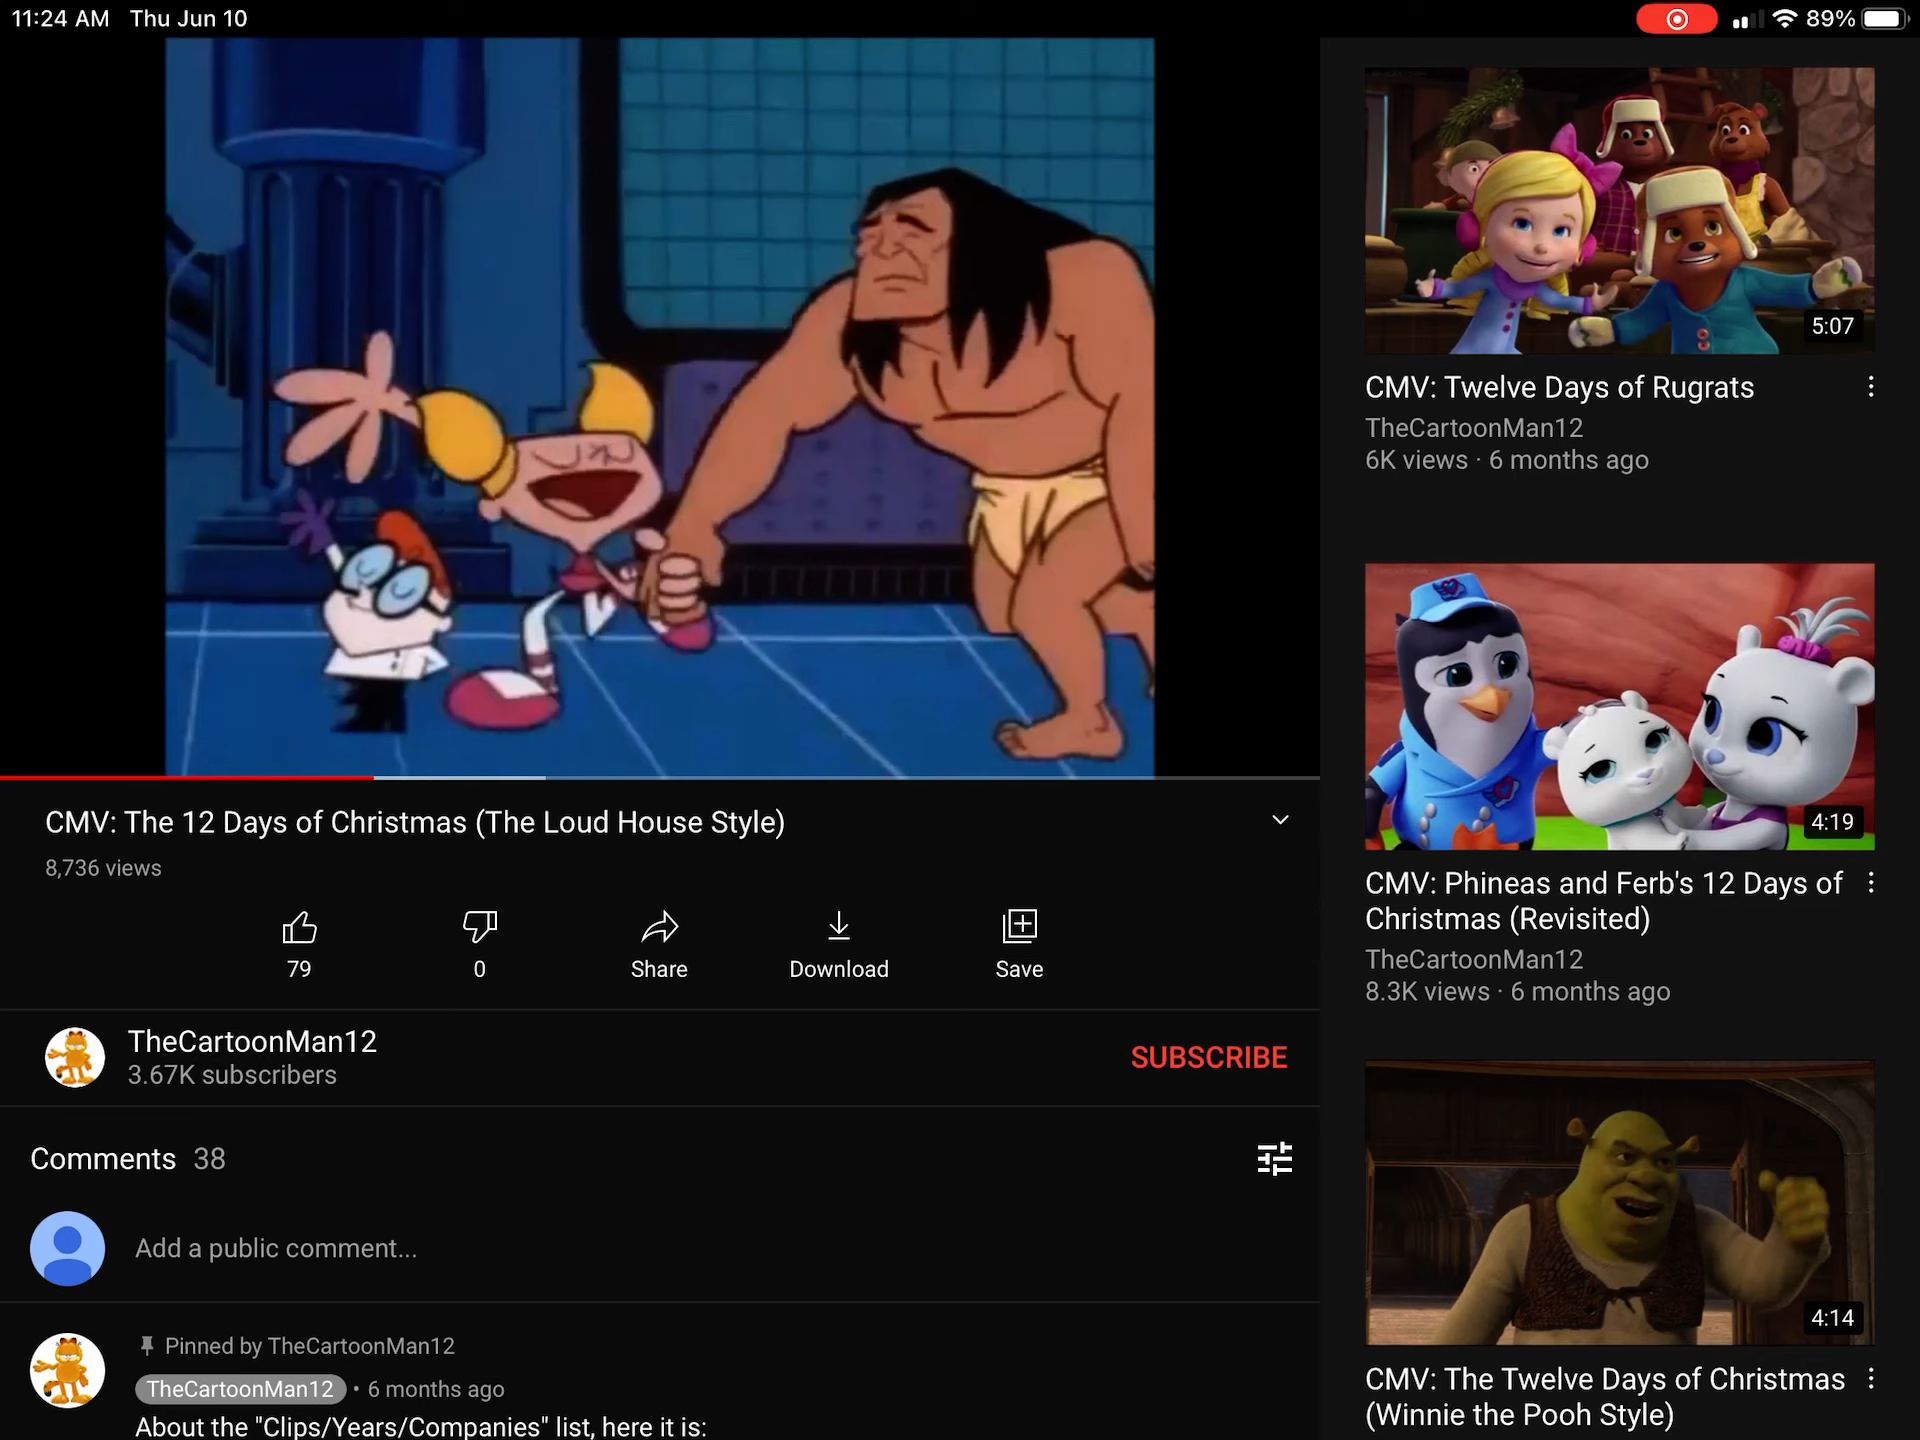 11:24 AM Thu Jun 10
89%
CMV: The 12 Days of Christmas (The Loud House Style)
8,736 views
79
0
Share
Download
Save
TheCartoonMan12
3.67K subscribers
SUBSCRIBE
Comments 38
Add a public comment...
Pinned by TheCartoonMan12
TheCartoonMan12 • 6 months ago
About the "Clips/Years/Companies" list, here it is:
5:07
CMV: Twelve Days of Rugrats
TheCartoonMan12
6K views · 6 months ago
4:19
CMV: Phineas and Ferb's 12 Days of
Christmas (Revisited)
TheCartoonMan12
8.3K views · 6 months ago
4:14
CMV: The Twelve Days of Christmas
(Winnie the Pooh Style)